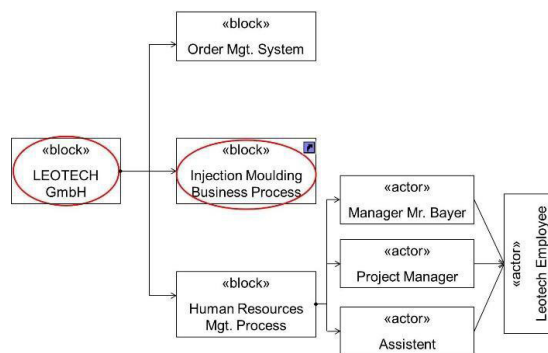 «block»
Order Mgt. System
«block»
LEOTECH
GmbH
«block»
Injection Moulding
Business Process
«block»
Human Resources
Mgt. Process
«actor»
Manager Mr. Bayer
«actor»
Project Manager
«actor»
Assistent
«actor»
Leotech Employee